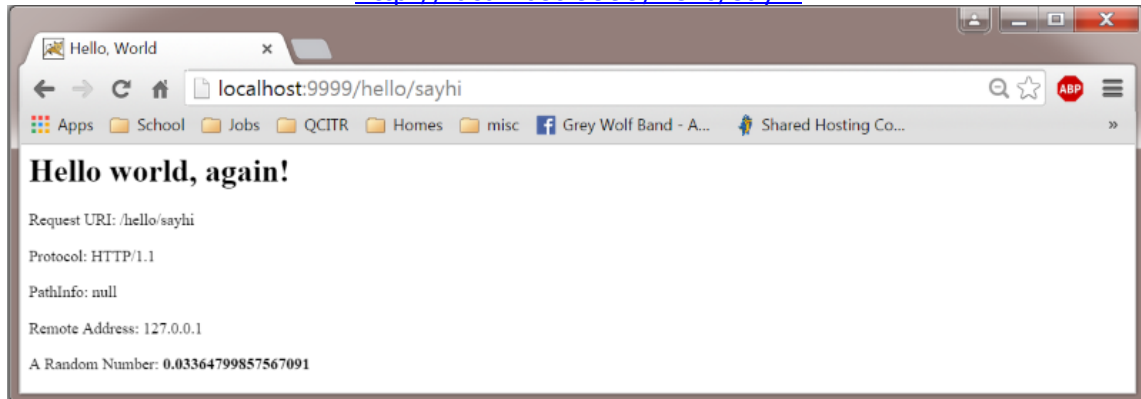 Hello, World
localhost:9999/hello/sayhi
ABP
Apps School Jobs QCITR Homes misc Grey Wolf Band - A... Shared Hosting Co... »
Hello world, again!
Request URI: /hello/sayhi
Protocol: HTTP/1.1
PathInfo: null
Remote Address: 127.0.0.1
A Random Number: 0.03364799857567091